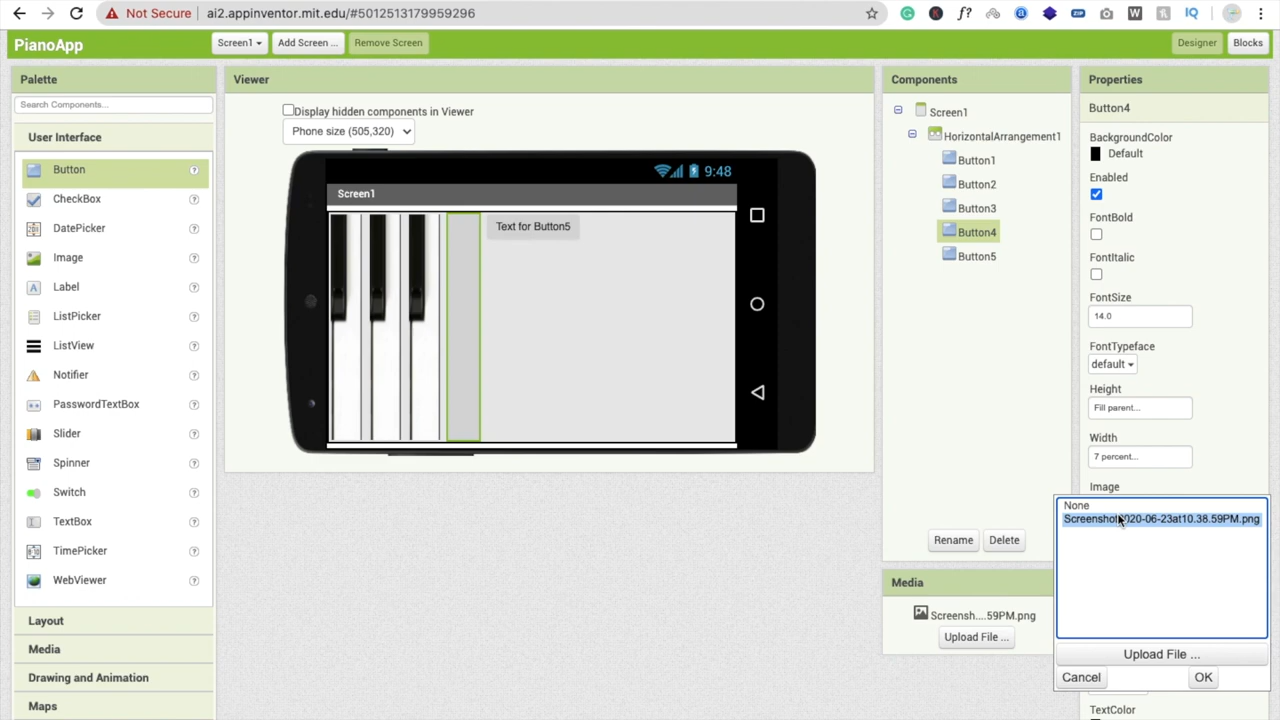 Not Secure ai2.appinventor.mit.edu/#5012513179959296
PianoApp
Screen1
Add Screen ...
Remove Screen
Designer
Blocks
Palette
Search Components...
User Interface
Button
CheckBox
DatePicker
Image
Label
ListPicker
ListView
Notifier
PasswordTextBox
Slider
Spinner
Switch
TextBox
TimePicker
WebViewer
Layout
Media
Drawing and Animation
Maps
Viewer
Display hidden components in Viewer
Phone size (505,320)
9:48
Screen1
Text for Button5
Components
Screen1
HorizontalArrangement1
Button1
Button2
Button3
Button4
Button5
Rename
Delete
Media
Screensh....59PM.png
Upload File ...
Properties
Button4
BackgroundColor
Default
Enabled
FontBold
FontItalic
FontSize
14.0
FontTypeface
default
Height
Fill parent...
Width
7 percent...
Image
None
Upload File ...
Cancel
OK
TextColor